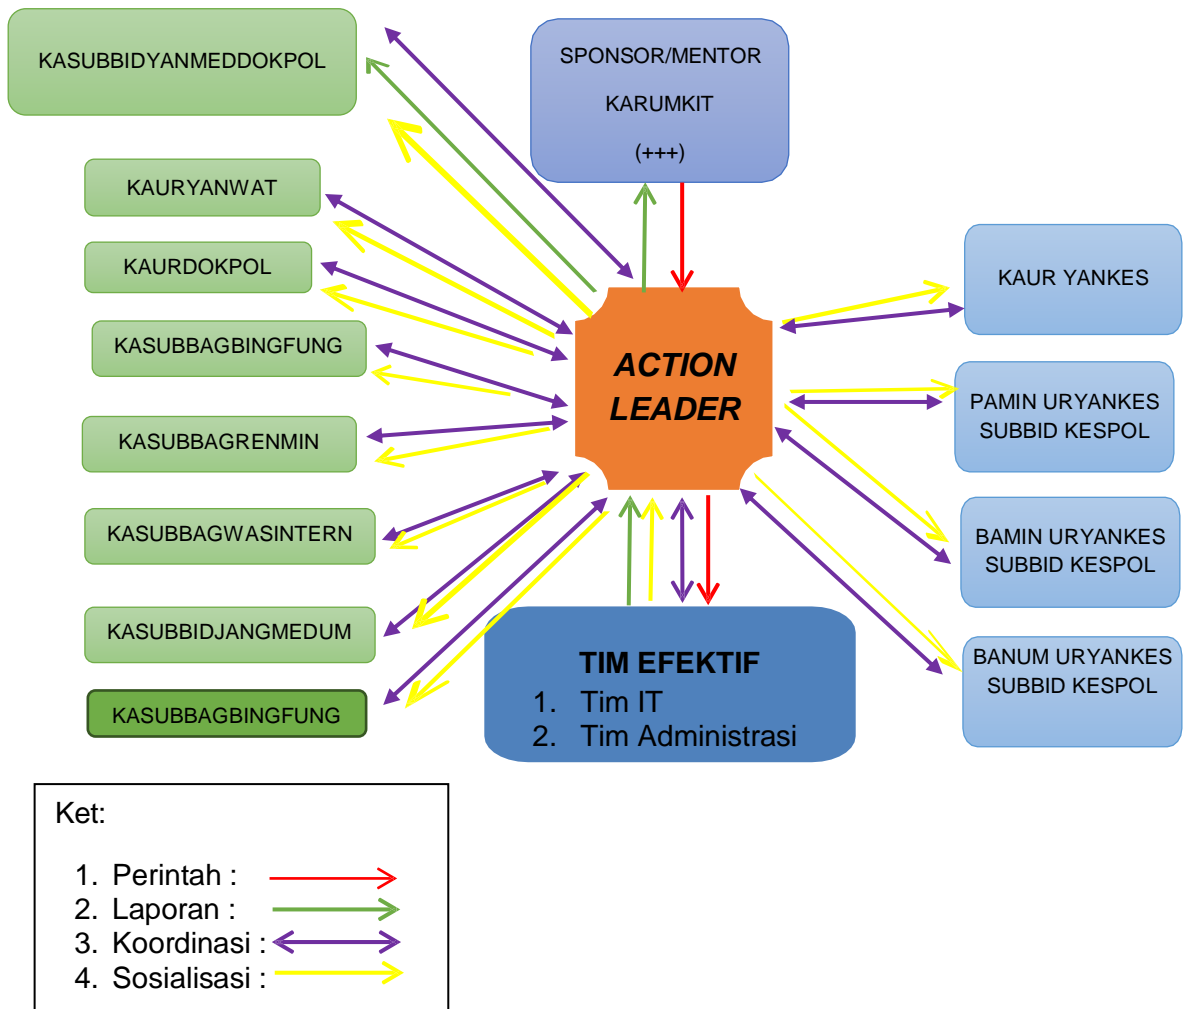 KASUBBIDYANMEDDOKPOL
KAURYANWAT
KAURDOKPOL
KASUBBAGBINGFUNG
KASUBBAGRENMIN
KASUBBAGWASINTERN
KASUBBIDJANGMEDUM
KASUBBAGBINGFUNG
SPONSOR/MENTOR
KARUMKIT
(+++)
ACTION
LEADER
TIM EFEKTIF
1. Tim IT
2. Tim Administrasi
KAUR YANKES
PAMIN URYANKES
SUBBID KESPOL
BAMIN URYANKES
SUBBID KESPOL
BANUM URYANKES
SUBBID KESPOL
Ket:
1. Perintah :
2. Laporan :
3. Koordinasi :
4. Sosialisasi :